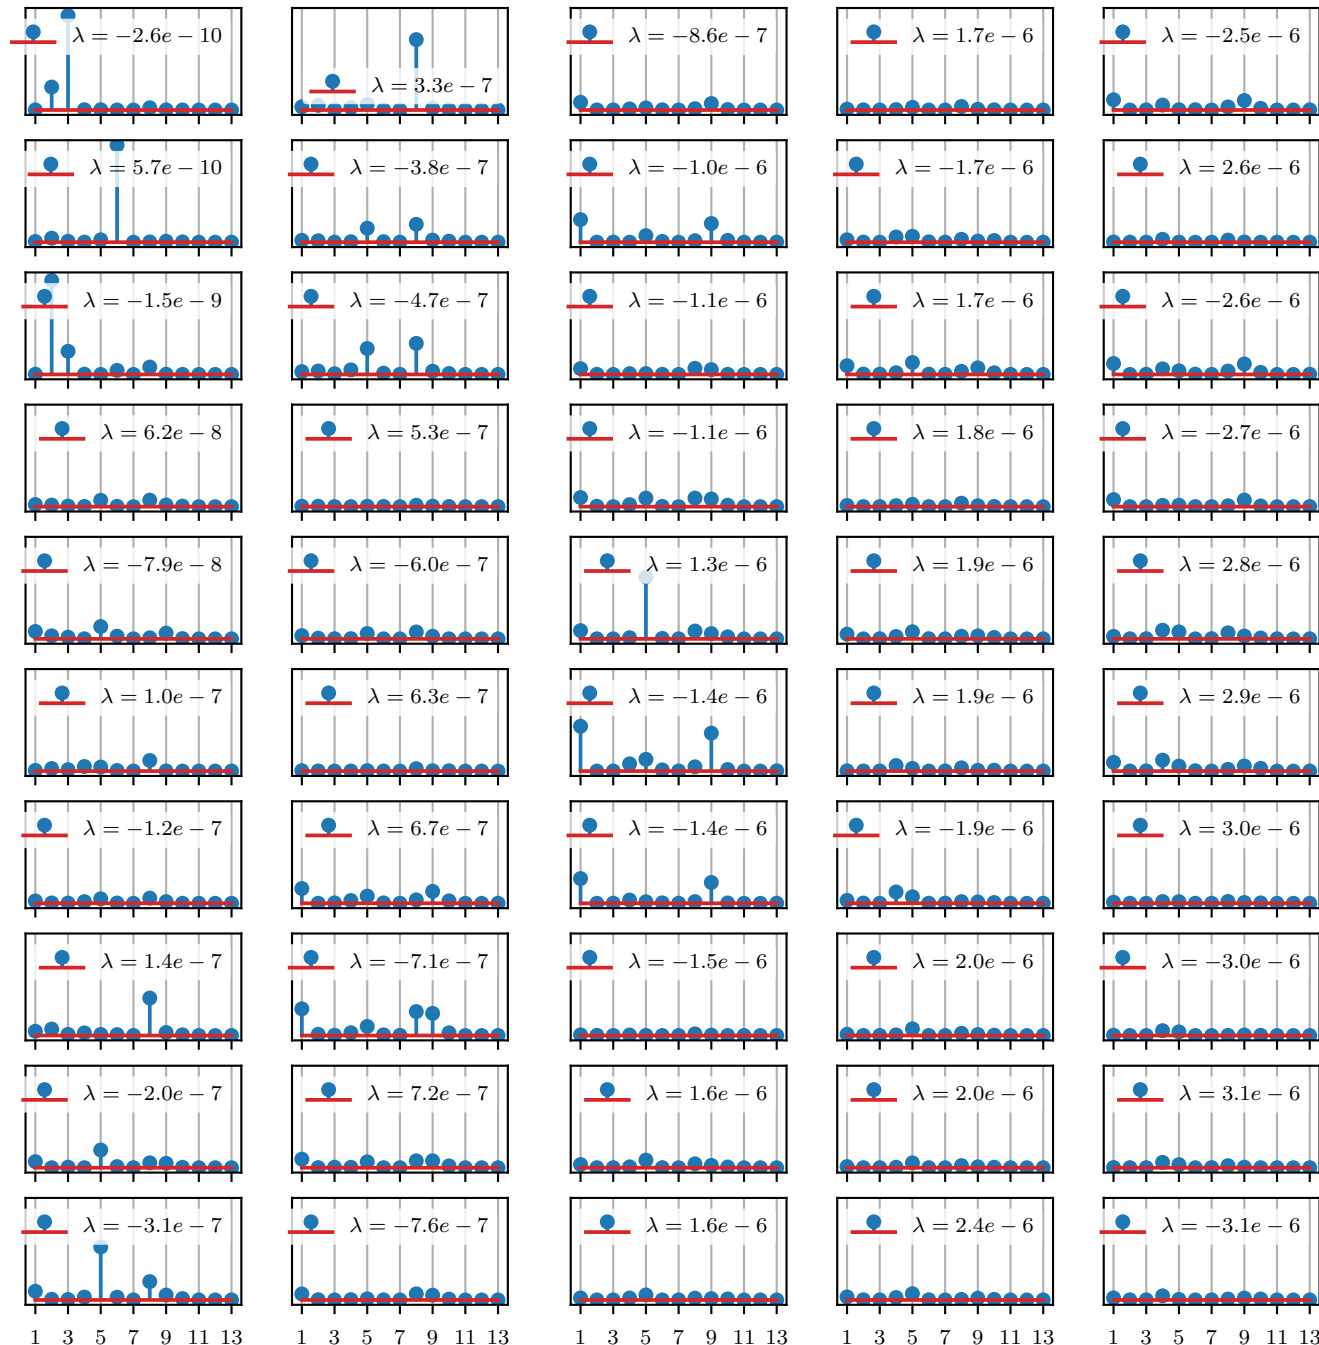 λ = −2.6e − 10
λ = 3.3e − 7
λ = −8.6e − 7
λ = 1.7e − 6
λ = −2.5e − 6
λ = 5.7e − 10
λ = −3.8e − 7
λ = −1.0e − 6
λ = −1.7e − 6
λ = 2.6e − 6
λ = −1.5e − 9
λ = −4.7e − 7
λ = −1.1e − 6
λ = 1.7e − 6
λ = −2.6e − 6
λ = 6.2e − 8
λ = 5.3e − 7
λ = −1.1e − 6
λ = 1.8e − 6
λ = −2.7e − 6
λ = −7.9e − 8
λ = −6.0e − 7
λ = 1.3e − 6
λ = 1.9e − 6
λ = 2.8e − 6
λ = 1.0e − 7
λ = 6.3e − 7
λ = −1.4e − 6
λ = 1.9e − 6
λ = 2.9e − 6
λ = −1.2e − 7
λ = 6.7e − 7
λ = −1.4e − 6
λ = −1.9e − 6
λ = 3.0e − 6
λ = 1.4e − 7
λ = −7.1e − 7
λ = −1.5e − 6
λ = 2.0e − 6
λ = −3.0e − 6
λ = −2.0e − 7
λ = 7.2e − 7
λ = 1.6e − 6
λ = 2.0e − 6
λ = 3.1e − 6
λ = −3.1e − 7
λ = −7.6e − 7
λ = 1.6e − 6
λ = 2.4e − 6
λ = −3.1e − 6
1 3 5 7 9 11 13
1 3 5 7 9 11 13
1 3 5 7 9 11 13
1 3 5 7 9 11 13
1 3 5 7 9 11 13